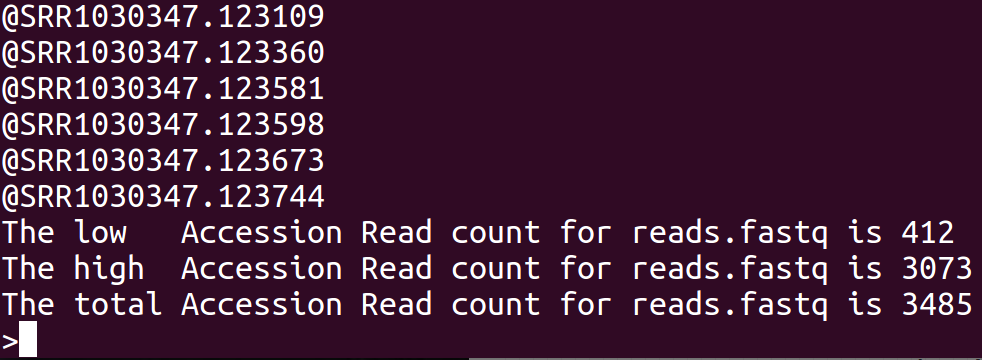 @SRR1030347.123109
@SRR1030347.123360
@SRR1030347.123581
@SRR1030347.123598
@SRR1030347.123673
@SRR1030347.123744
The low   Accession Read count for reads.fastq is 412
The high  Accession Read count for reads.fastq is 3073
The total Accession Read count for reads.fastq is 3485
>